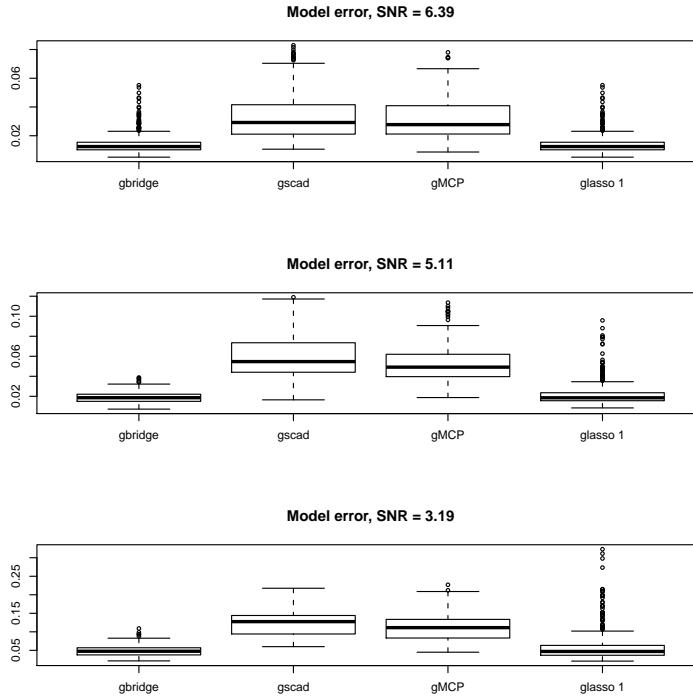 Model error, SNR = 6.39
0.06
0.02
gbridge gscad gMCP glasso 1
Model error, SNR = 5.11
0.10
0.06
0.02
gbridge gscad gMCP glasso 1
Model error, SNR = 3.19
0.25
0.15
0.05
gbridge gscad gMCP glasso 1